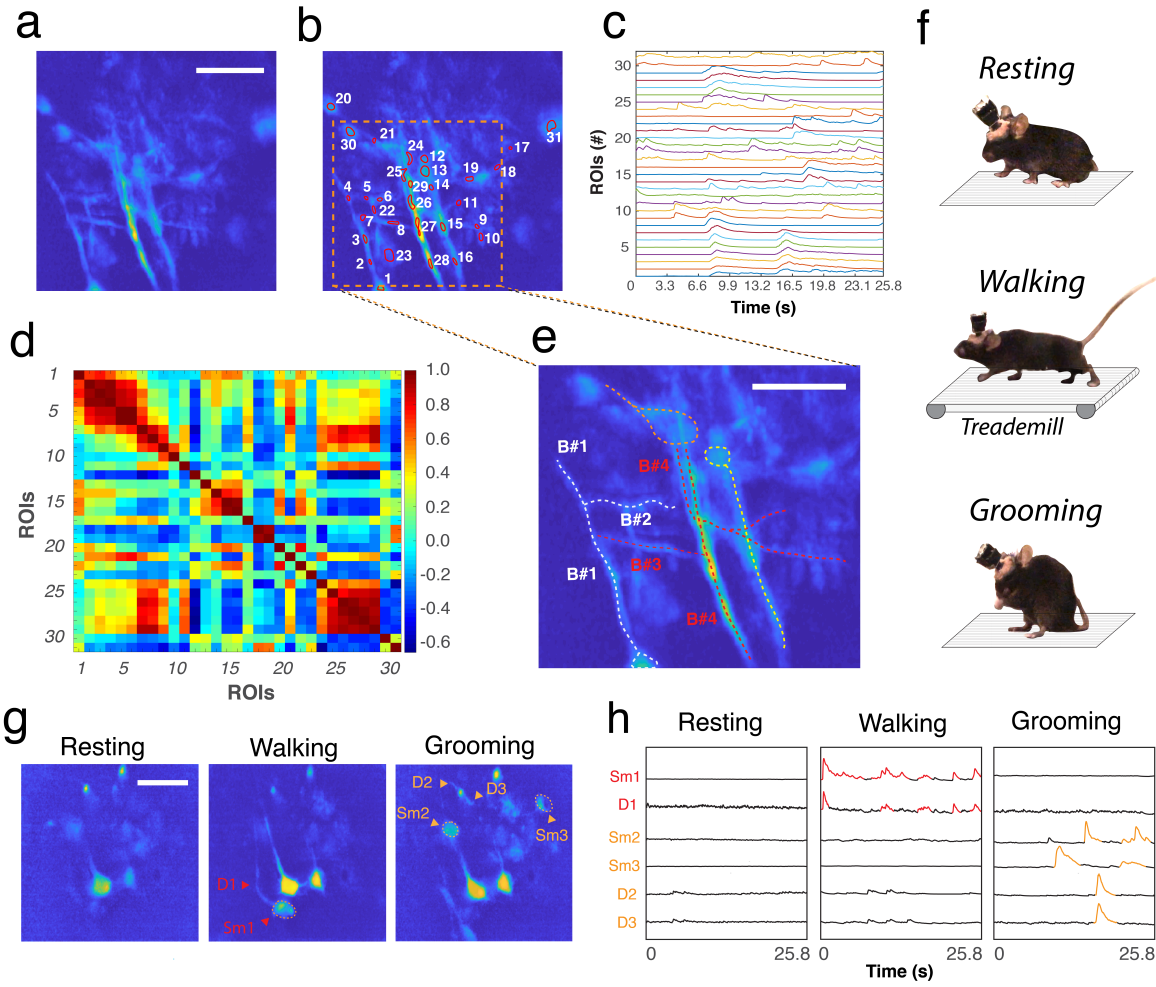 a
b
20
30
21
24
12
13
25
14
29
26
4
5
6
22
7
8
3
23
2
1
27
28
15
16
11
9
10
19
18
17
31
c
30
25
20
15
10
5
ROIs (#)
0 3.3 6.6 9.9 13.2 16.5 19.8 23.1 25.8
Time (s)
d
1
5
10
15
20
25
30
ROIs
1 5 10 15 20 25 30
ROIs
1.0
0.8
0.6
0.4
0.2
0.0
-0.2
-0.4
-0.6
e
B#1
B#4
B#2
B#3
B#1
B#4
f
Resting
Walking
Treademill
Grooming
g
Resting Walking Grooming
D1
Sm1
D2
D3
Sm2
Sm3
h
Resting Walking Grooming
Sm1
D1
Sm2
Sm3
D2
D3
0 25.8 0 25.8 0 25.8
Time (s)